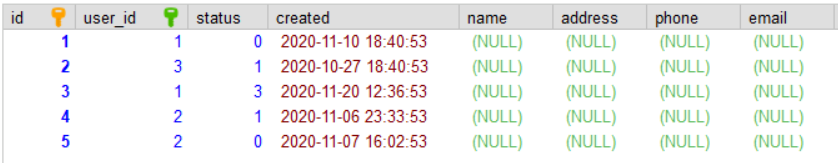 id user_id status created name address phone email
1 1 0 2020-11-10 18:40:53 (NULL) (NULL) (NULL) (NULL)
2 3 1 2020-10-27 18:40:53 (NULL) (NULL) (NULL) (NULL)
3 1 3 2020-11-20 12:36:53 (NULL) (NULL) (NULL) (NULL)
4 2 1 2020-11-06 23:33:53 (NULL) (NULL) (NULL) (NULL)
5 2 0 2020-11-07 16:02:53 (NULL) (NULL) (NULL) (NULL)